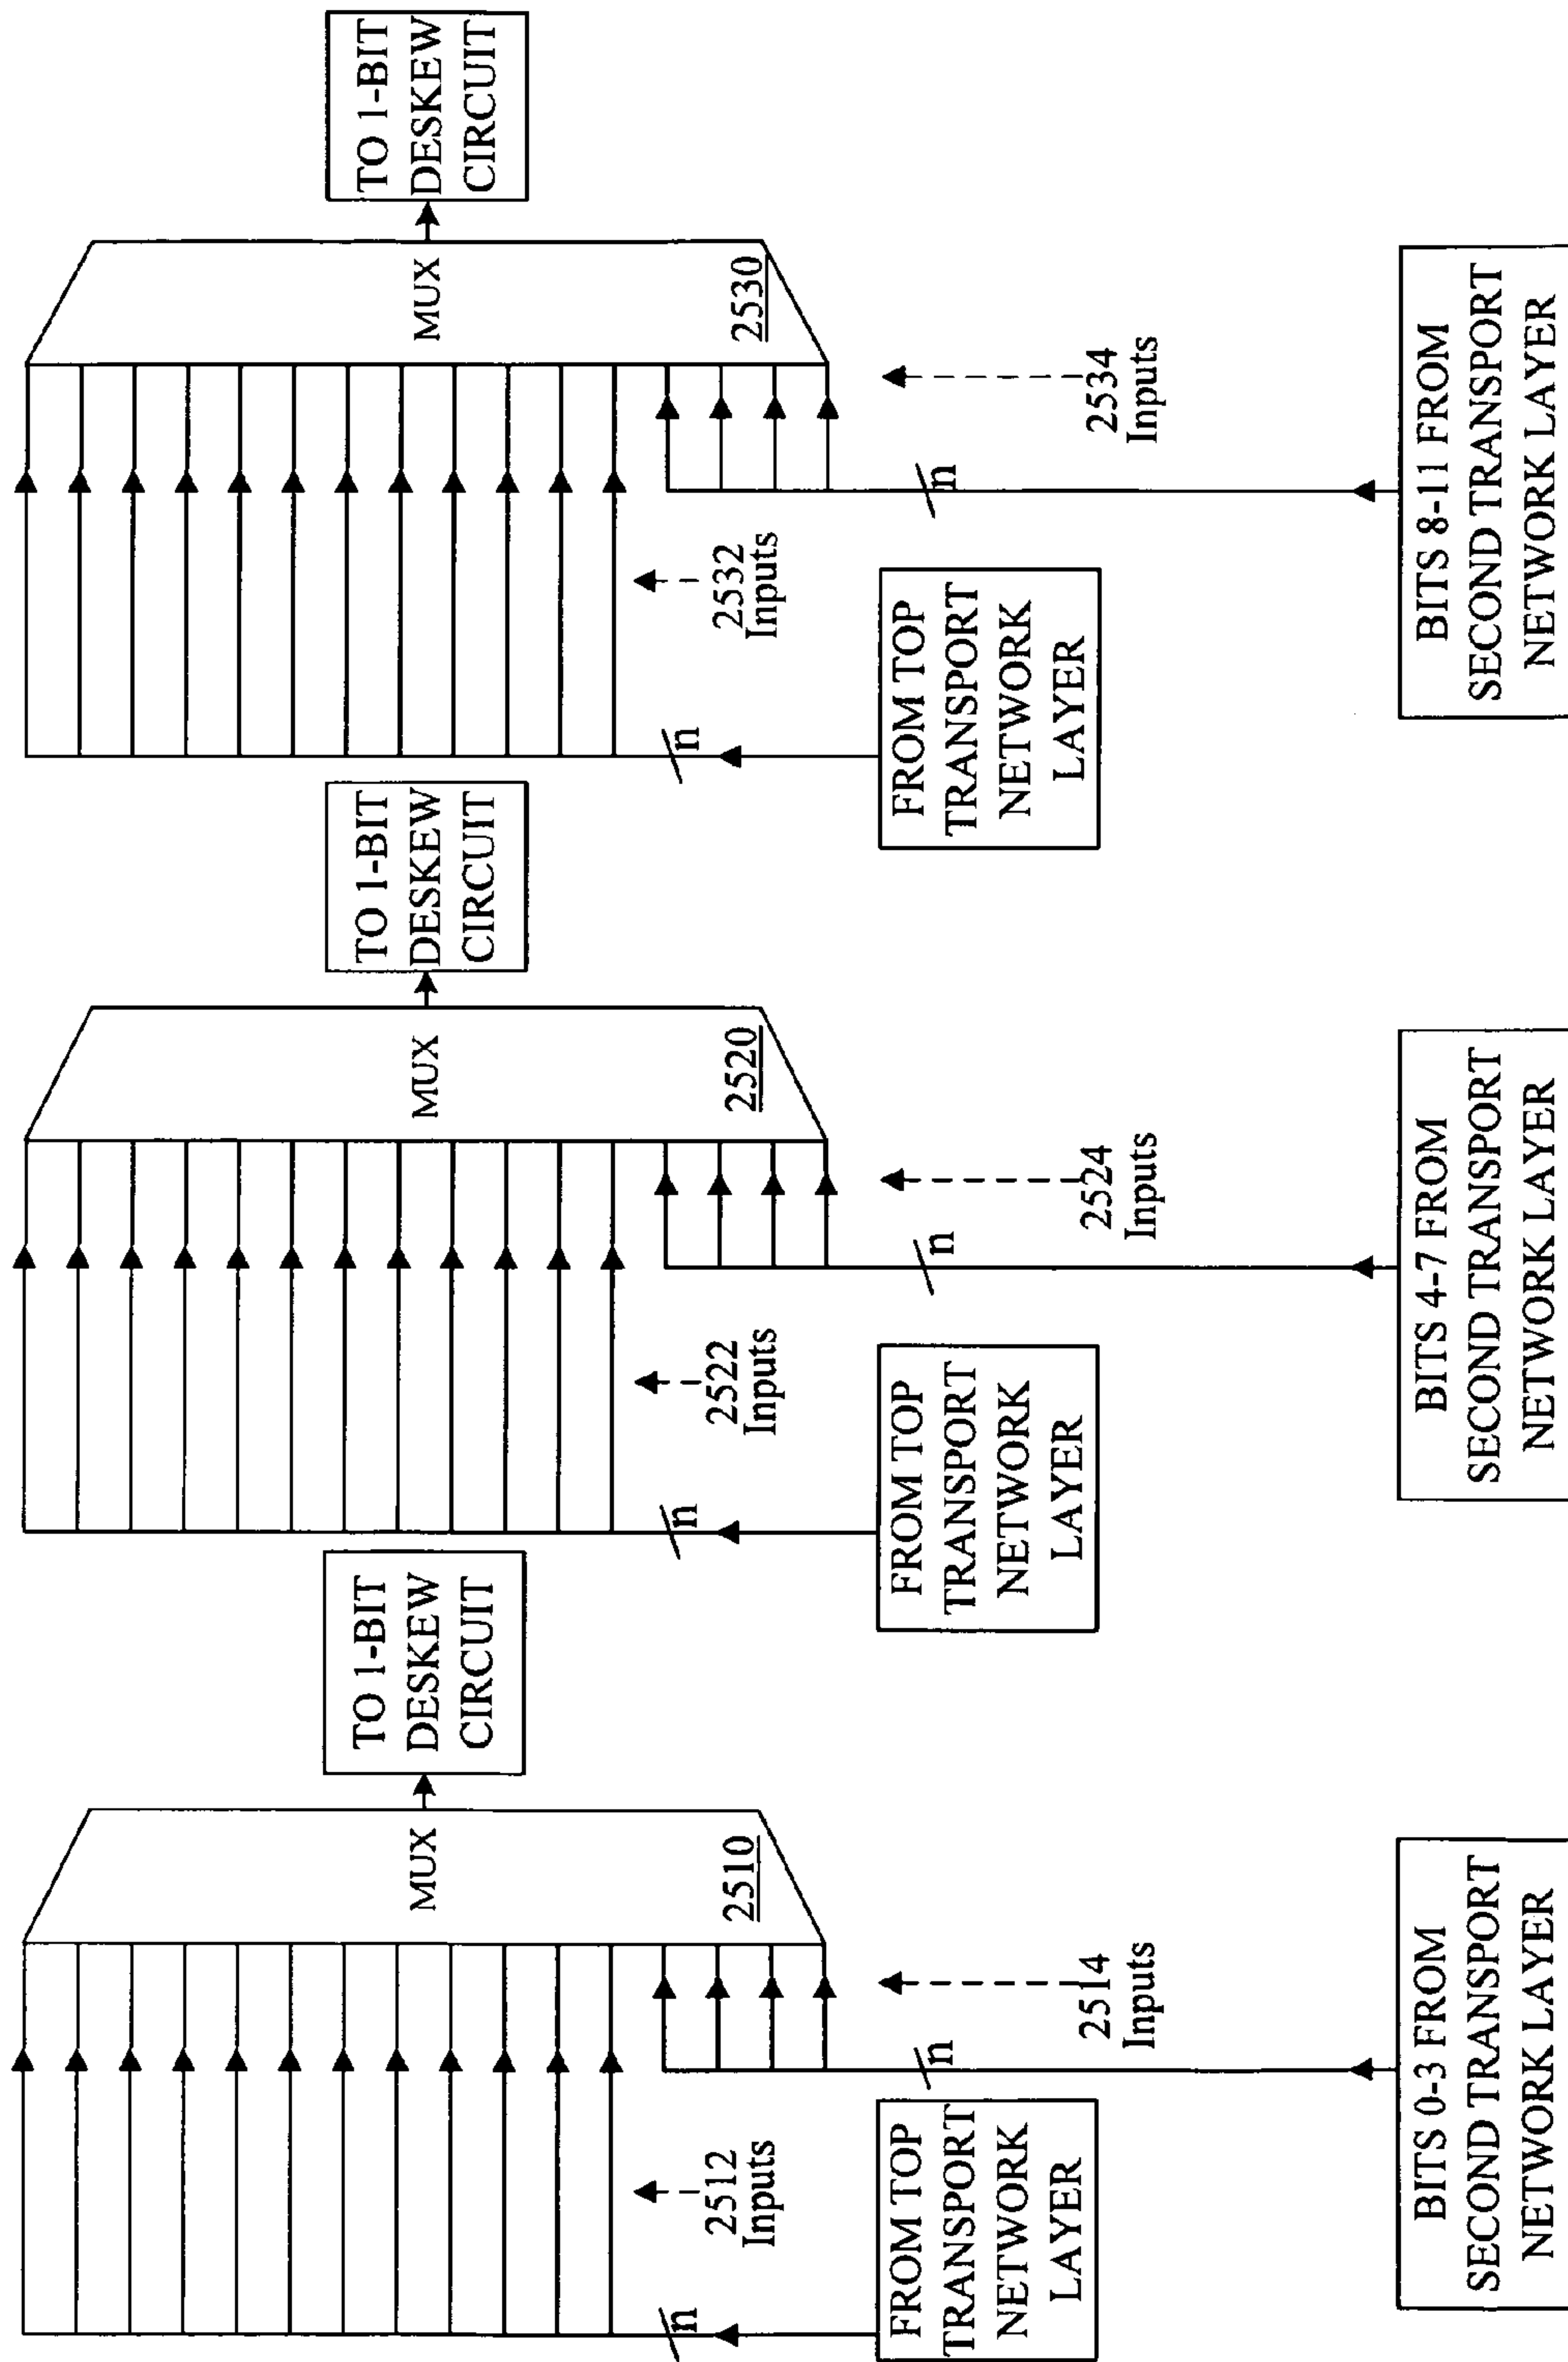 TO 1-BIT
DESKEW
CIRCUIT
MUX
2510
2512
Inputs
2514
Inputs
n
n
FROM TOP
TRANSPORT
NETWORK
LAYER
BITS 0-3 FROM
SECOND TRANSPORT
NETWORK LAYER
TO 1-BIT
DESKEW
CIRCUIT
MUX
2520
2522
Inputs
2524
Inputs
n
n
FROM TOP
TRANSPORT
NETWORK
LAYER
BITS 4-7 FROM
SECOND TRANSPORT
NETWORK LAYER
TO 1-BIT
DESKEW
CIRCUIT
MUX
2530
2532
Inputs
2534
Inputs
n
n
FROM TOP
TRANSPORT
NETWORK
LAYER
BITS 8-11 FROM
SECOND TRANSPORT
NETWORK LAYER